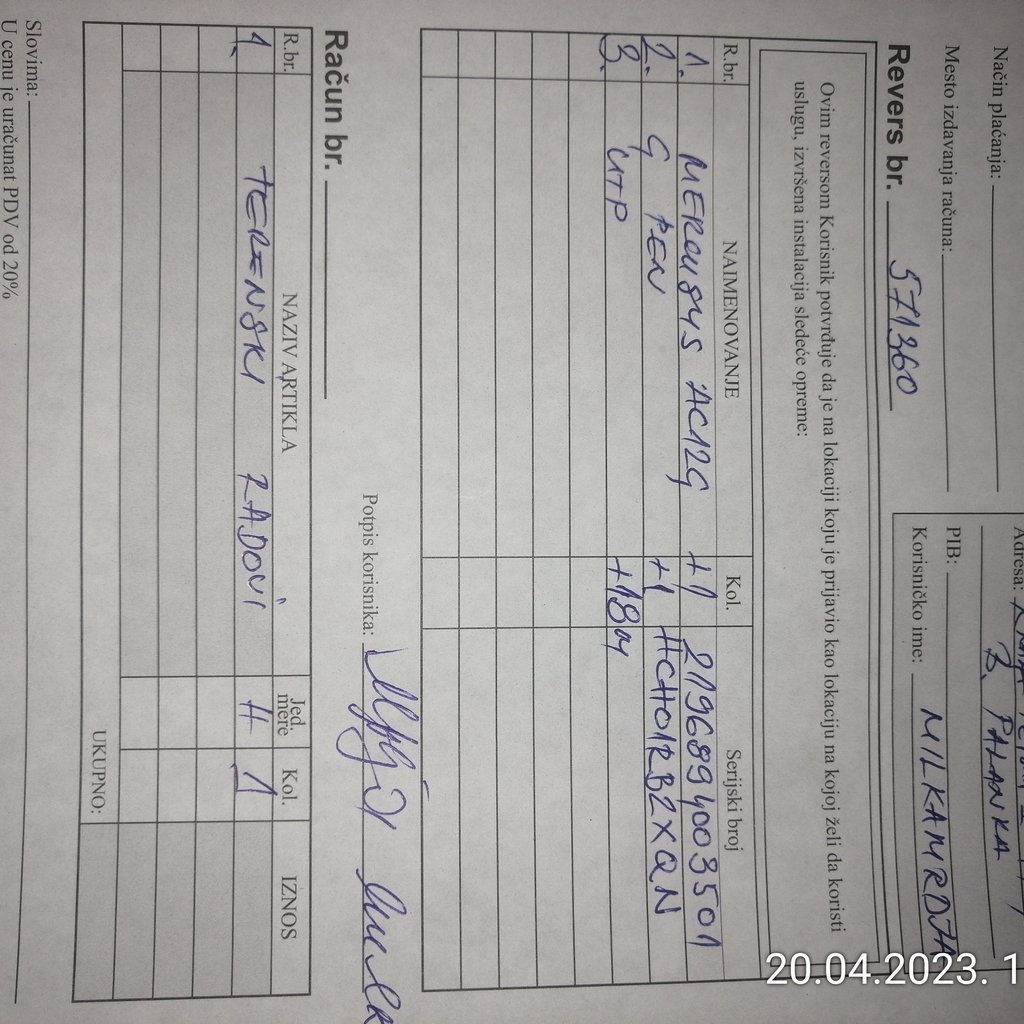 Način plaćanja:
Mesto izdavanja računa:
Adresa:
B. PALANKA
PIB:
Korisničko ime: MILKAMRDJA
Revers br. 571360
Ovim reversom Korisnik potvrđuje da je na lokaciji koju je prijavio kao lokaciju na kojoj želi da koristi
uslugu, izvršena instalacija sledeće opreme:
R.br. NAIMENOVANJE Kol. Serijski broj
1. MERCUSYS AC12G +1 2196894003501
2. G PEN +1 HCHO1RB2XQN
3. UTP +18m
Potpis korisnika:
Račun br.
R.br. NAZIV ARTIKLA Jed. mere Kol. IZNOS
1. TERENSKI RADOVI H 1
UKUPNO:
Slovima:
U cenu je uračunat PDV od 20%
20.04.2023. 1